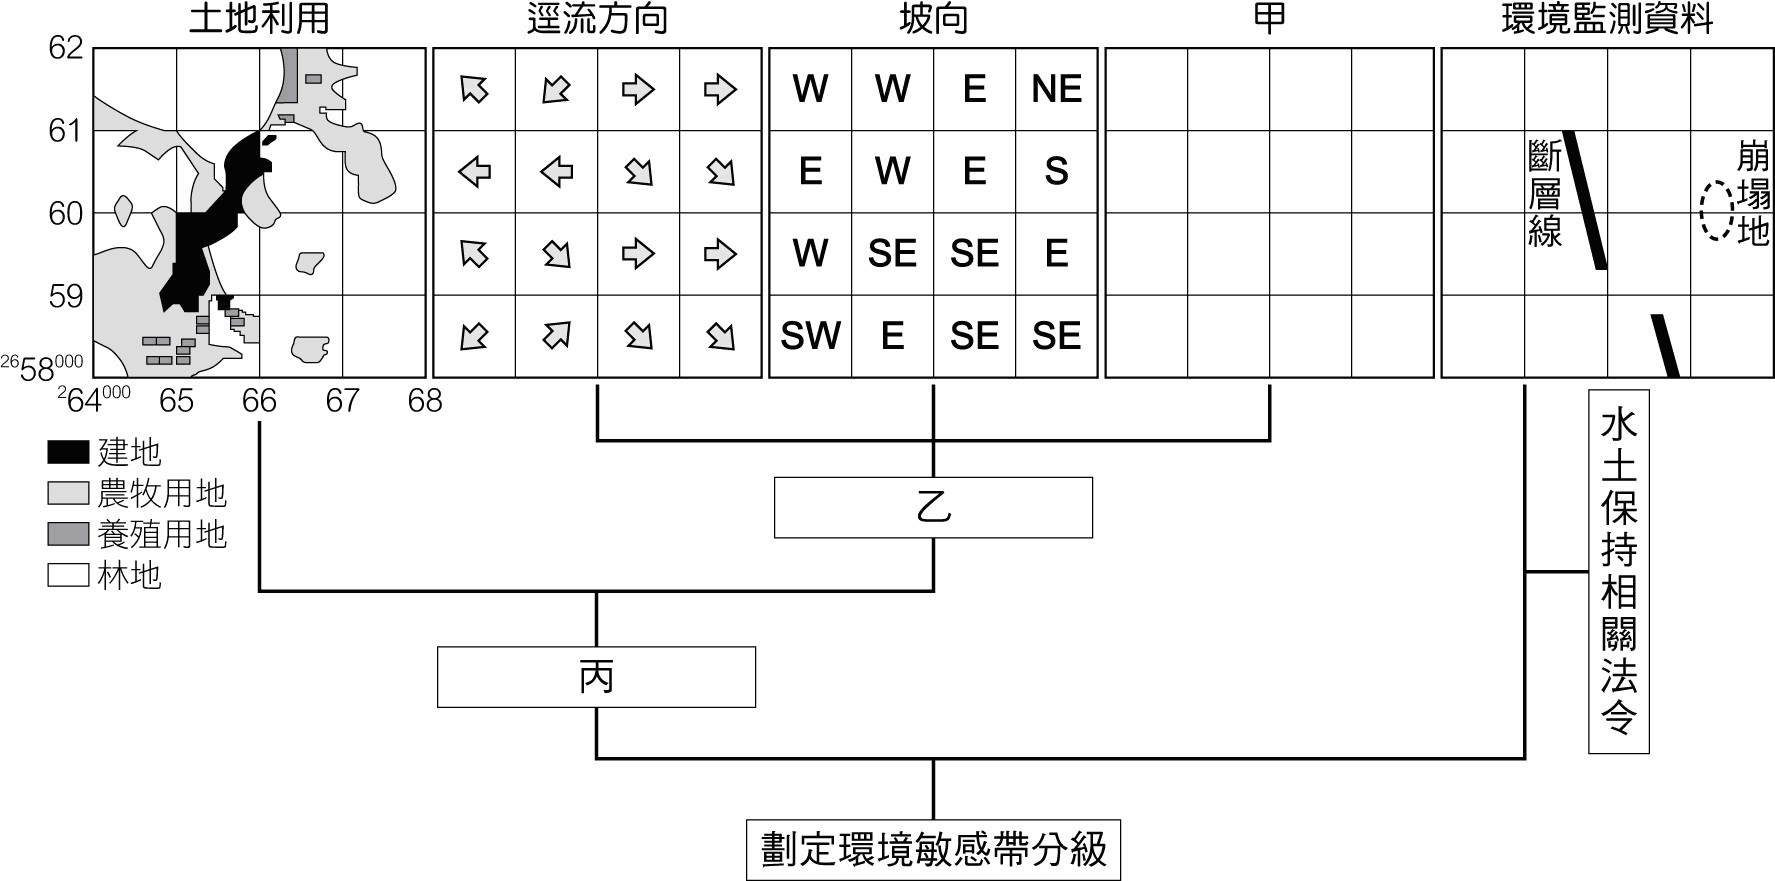 土地利用 逕流方向 坡向 甲 環境監測資料
62
61
60
59
²⁶58⁰⁰⁰
²64⁰⁰⁰ 65 66 67 68
W W E NE
E W E S
W SE SE E
SW E SE SE
斷層線
崩塌地
建地
農牧用地
養殖用地
林地
乙
丙
水土保持相關法令
劃定環境敏感帶分級